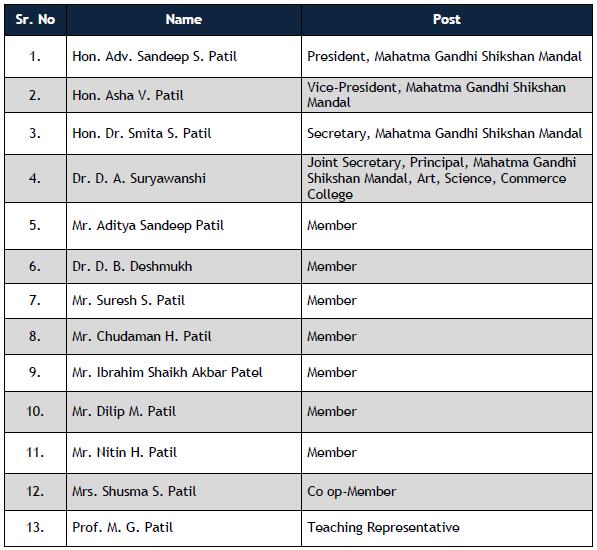 Sr. No Name Post
1. Hon. Adv. Sandeep S. Patil President, Mahatma Gandhi Shikshan Mandal
2. Hon. Asha V. Patil Vice-President, Mahatma Gandhi Shikshan
Mandal
3. Hon. Dr. Smita S. Patil Secretary, Mahatma Gandhi Shikshan Mandal
4. Dr. D. A. Suryawanshi Joint Secretary, Principal, Mahatma Gandhi
Shikshan Mandal, Art, Science, Commerce
College
5. Mr. Aditya Sandeep Patil Member
6. Dr. D. B. Deshmukh Member
7. Mr. Suresh S. Patil Member
8. Mr. Chudaman H. Patil Member
9. Mr. Ibrahim Shaikh Akbar Patel Member
10. Mr. Dilip M. Patil Member
11. Mr. Nitin H. Patil Member
12. Mrs. Shusma S. Patil Co op-Member
13. Prof. M. G. Patil Teaching Representative